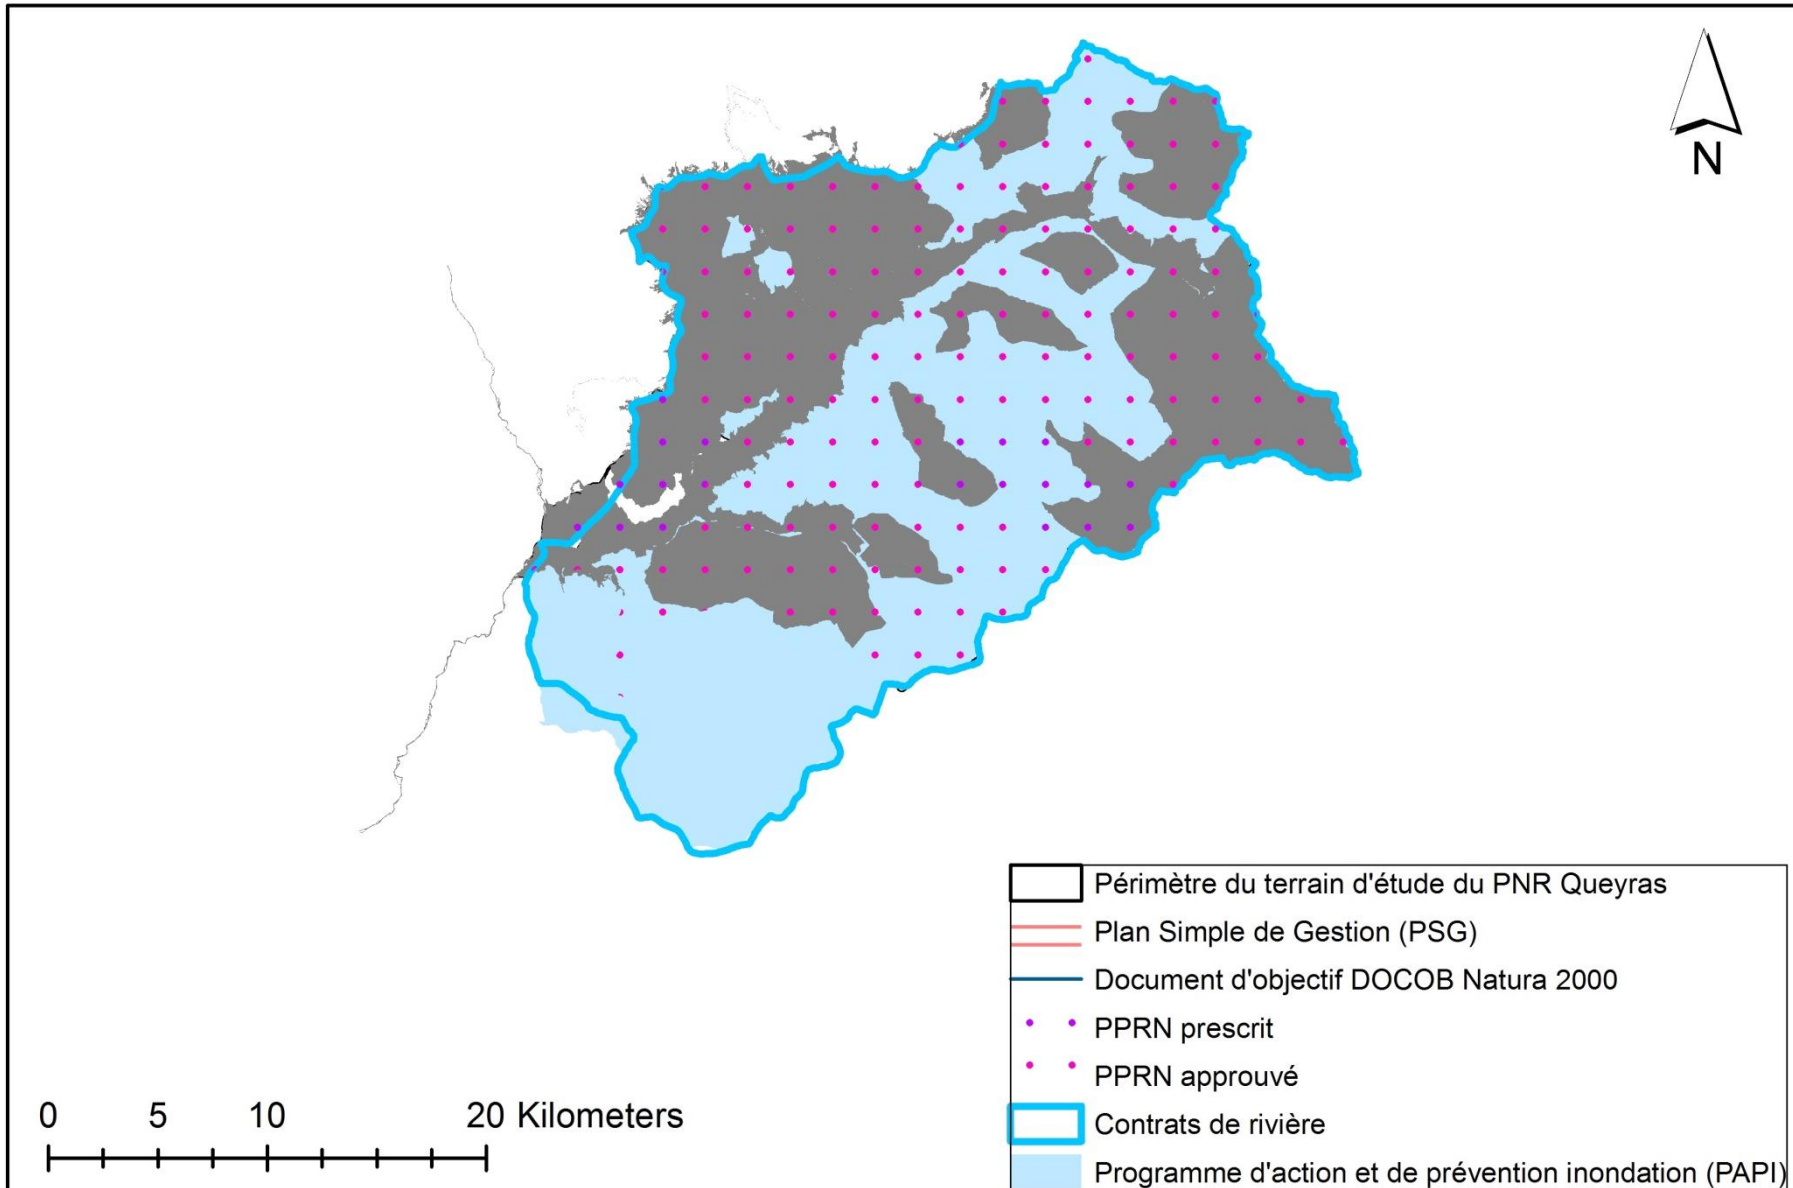 N
Périmètre du terrain d'étude du PNR Queyras
Plan Simple de Gestion (PSG)
Document d'objectif DOCOB Natura 2000
PPRN prescrit
PPRN approuvé
Contrats de rivière
Programme d'action et de prévention inondation (PAPI)
0 5 10 20 Kilometers